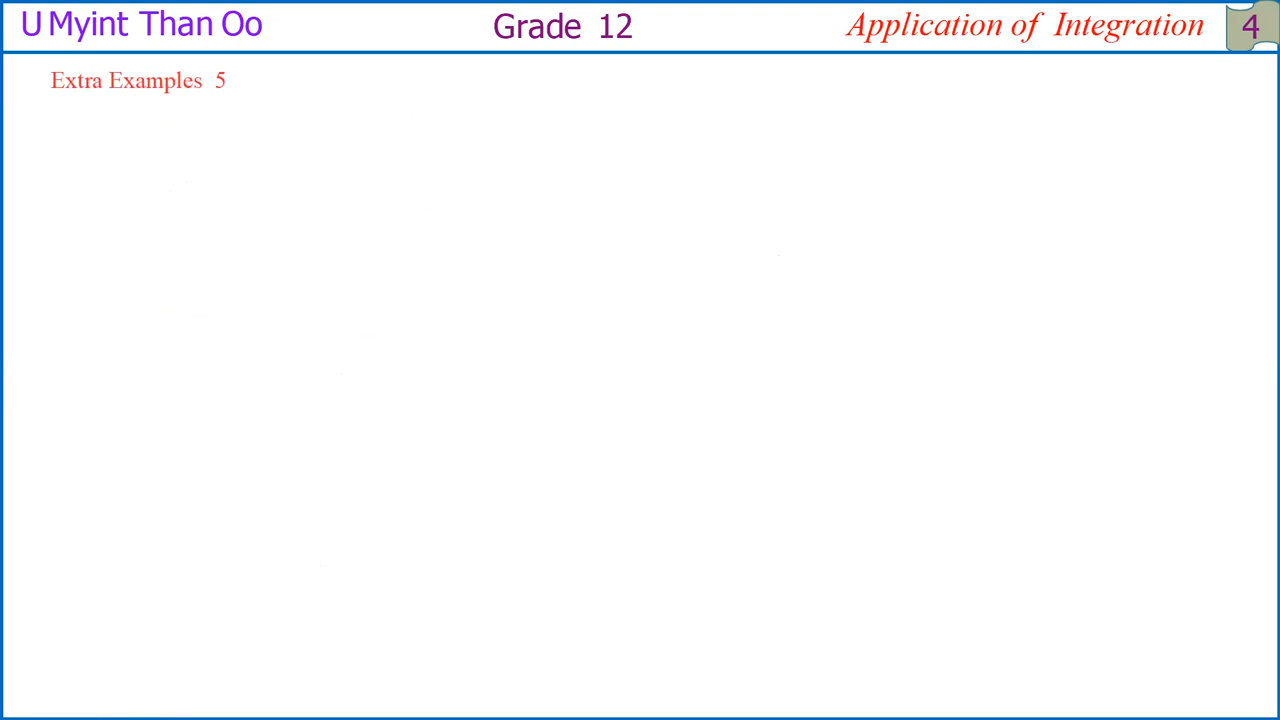 U Myint Than Oo
Grade 12
Application of Integration
4
Extra Examples 5